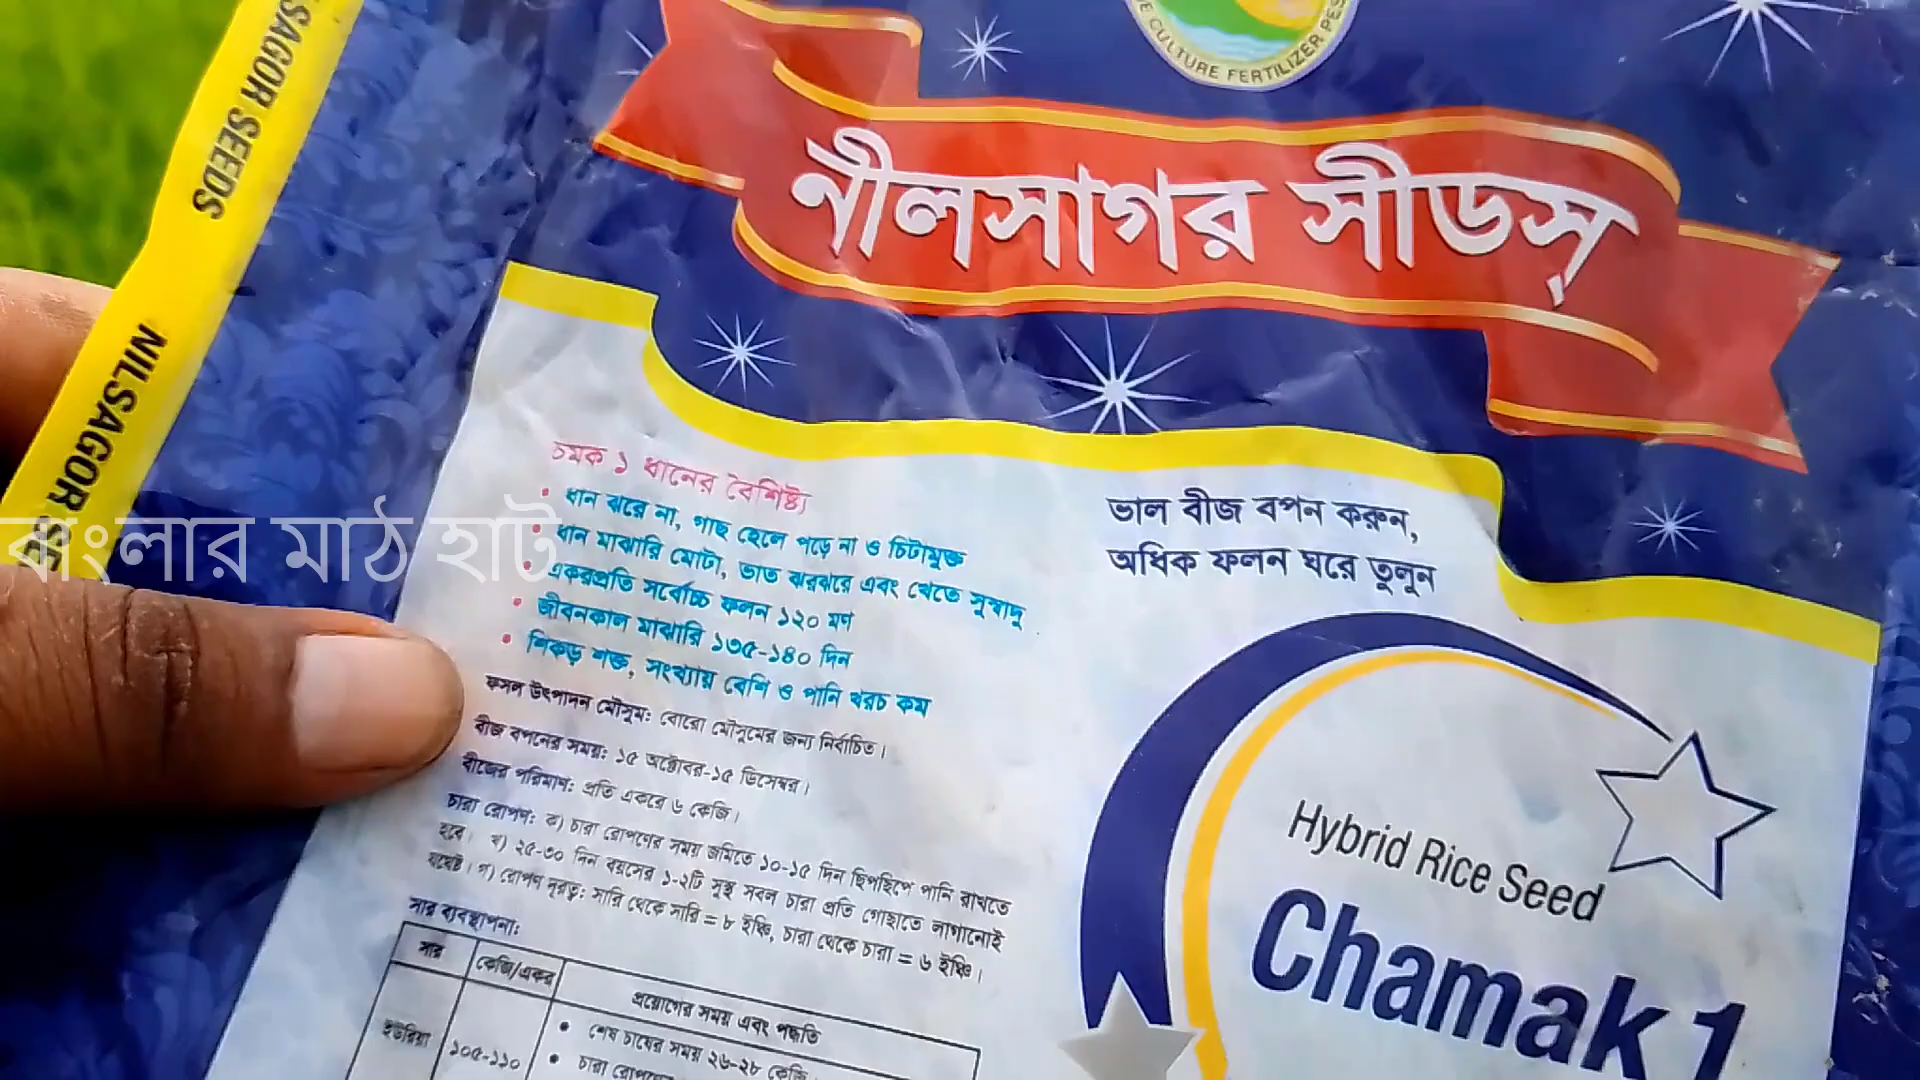 CULTURE FERTILIZER
নীলসাগর সীডস্
SAGOR SEEDS
NILSAGOR SE
বাংলার মাঠ হাট
চমক ১ ধানের বৈশিষ্ট্য
• ধান ঝরে না, গাছ হেলে পড়ে না ও চিটামুক্ত
• ধান মাঝারি মোটা, ভাত ঝরঝরে এবং খেতে সুস্বাদু
• একরপ্রতি সর্বোচ্চ ফলন ১২০ মণ
• জীবনকাল মাঝারি ১৩৫-১৪০ দিন
• শিকড় শক্ত, সংখ্যায় বেশি ও পানি খরচ কম
ফসল উৎপাদন মৌসুম: বোরো মৌসুমের জন্য নির্বাচিত।
বীজ বপনের সময়: ১৫ অক্টোবর-১৫ ডিসেম্বর।
বীজের পরিমাণ: প্রতি একরে ৬ কেজি।
চারা রোপণ: ক) চারা রোপণের সময় জমিতে ১০-১৫ দিন ছিপছিপে পানি রাখতে
হবে। খ) ২৫-৩০ দিন বয়সের ১-২টি সুস্থ সবল চারা প্রতি গোছাতে লাগানোই
যথেষ্ট। গ) রোপণ দূরত্ব: সারি থেকে সারি = ৮ ইঞ্চি, চারা থেকে চারা = ৬ ইঞ্চি।
সার ব্যবস্থাপনা:
সার কেজি/একর প্রয়োগের সময় এবং পদ্ধতি
ইউরিয়া ১০৫-১১০ • শেষ চাষের সময় ২৬-২৮ কেজি
• চারা
ভাল বীজ বপন করুন,
অধিক ফলন ঘরে তুলুন
Hybrid Rice Seed
Chamak 1